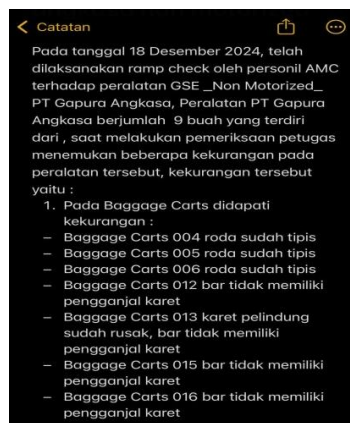 Catatan
Pada tanggal 18 Desember 2024, telah
dilaksanakan ramp check oleh personil AMC
terhadap peralatan GSE _Non Motorized_
PT Gapura Angkasa, Peralatan PT Gapura
Angkasa berjumlah 9 buah yang terdiri
dari , saat melakukan pemeriksaan petugas
menemukan beberapa kekurangan pada
peralatan tersebut, kekurangan tersebut
yaitu :
1. Pada Baggage Carts didapati
kekurangan :
– Baggage Carts 004 roda sudah tipis
– Baggage Carts 005 roda sudah tipis
– Baggage Carts 006 roda sudah tipis
– Baggage Carts 012 bar tidak memiliki
pengganjal karet
– Baggage Carts 013 karet pelindung
sudah rusak, bar tidak memiliki
pengganjal karet
– Baggage Carts 015 bar tidak memiliki
pengganjal karet
– Baggage Carts 016 bar tidak memiliki
pengganjal karet